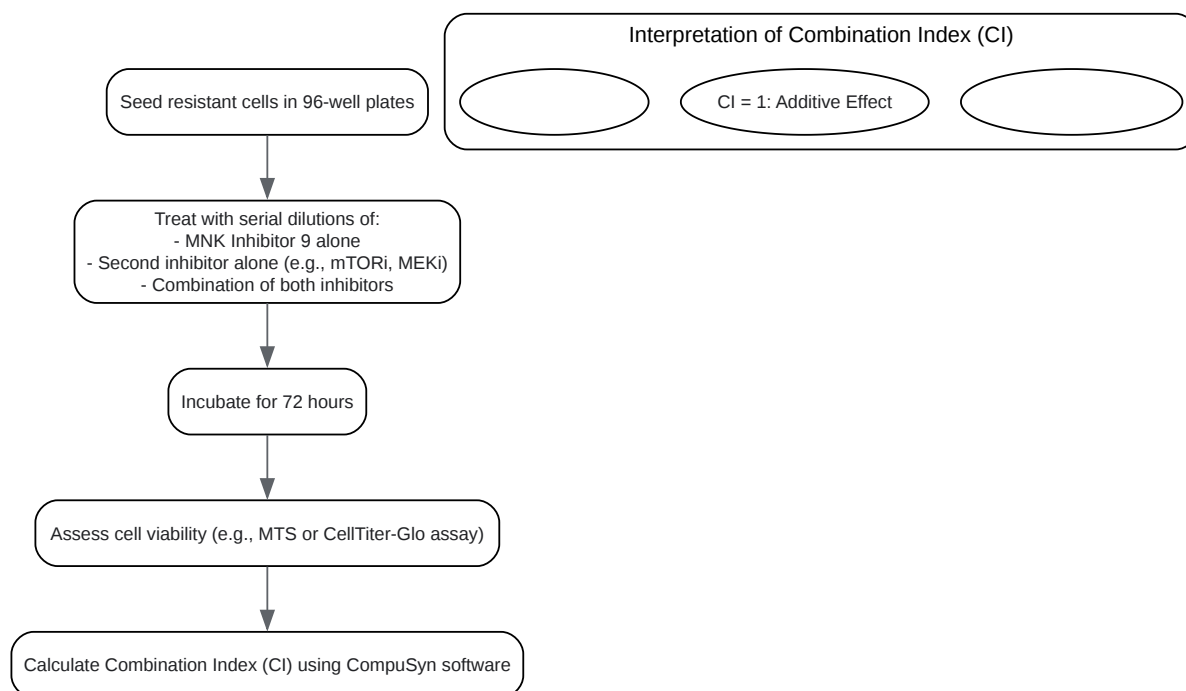 Interpretation of Combination Index (CI)
CI = 1: Additive Effect
Seed resistant cells in 96-well plates
Treat with serial dilutions of:
- MNK Inhibitor 9 alone
- Second inhibitor alone (e.g., mTORi, MEKi)
- Combination of both inhibitors
Incubate for 72 hours
Assess cell viability (e.g., MTS or CellTiter-Glo assay)
Calculate Combination Index (CI) using CompuSyn software